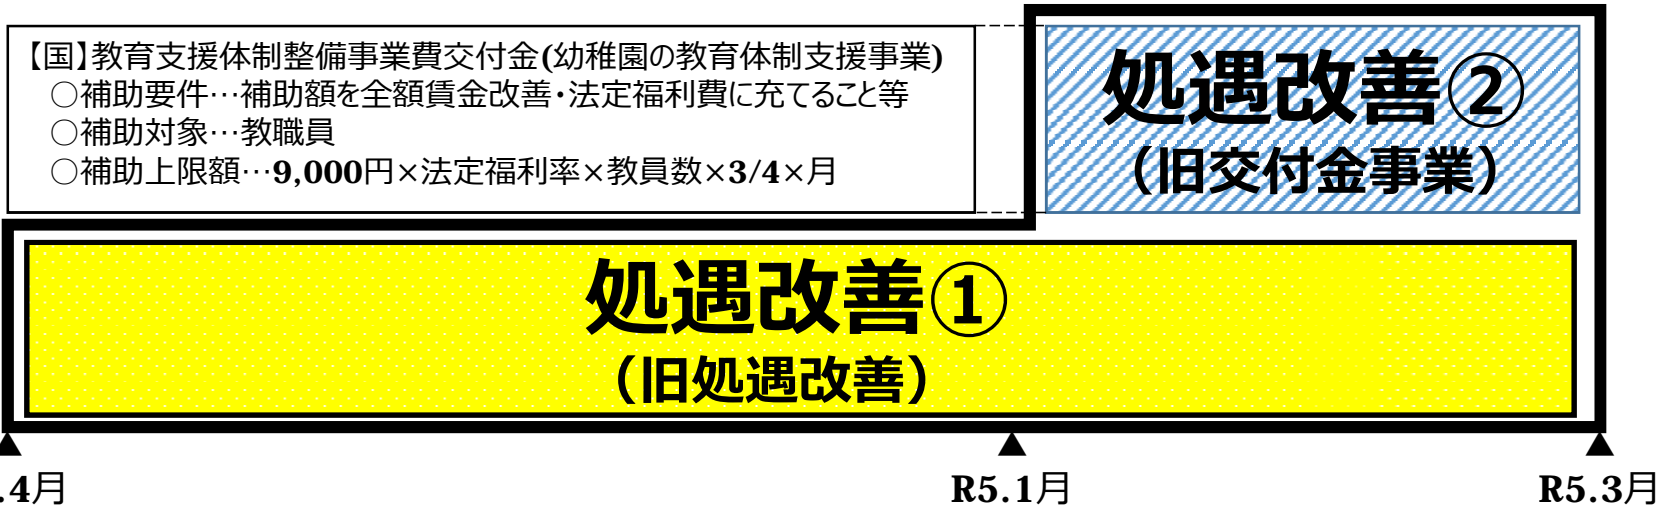 【国】教育支援体制整備事業費交付金(幼稚園の教育体制支援事業)
○補助要件…補助額を全額賃金改善・法定福利費に充てること等
○補助対象…教職員
○補助上限額…9,000円×法定福利率×教員数×3/4×月
処遇改善②
（旧交付金事業）
処遇改善①
（旧処遇改善）
.4月
R5.1月
R5.3月